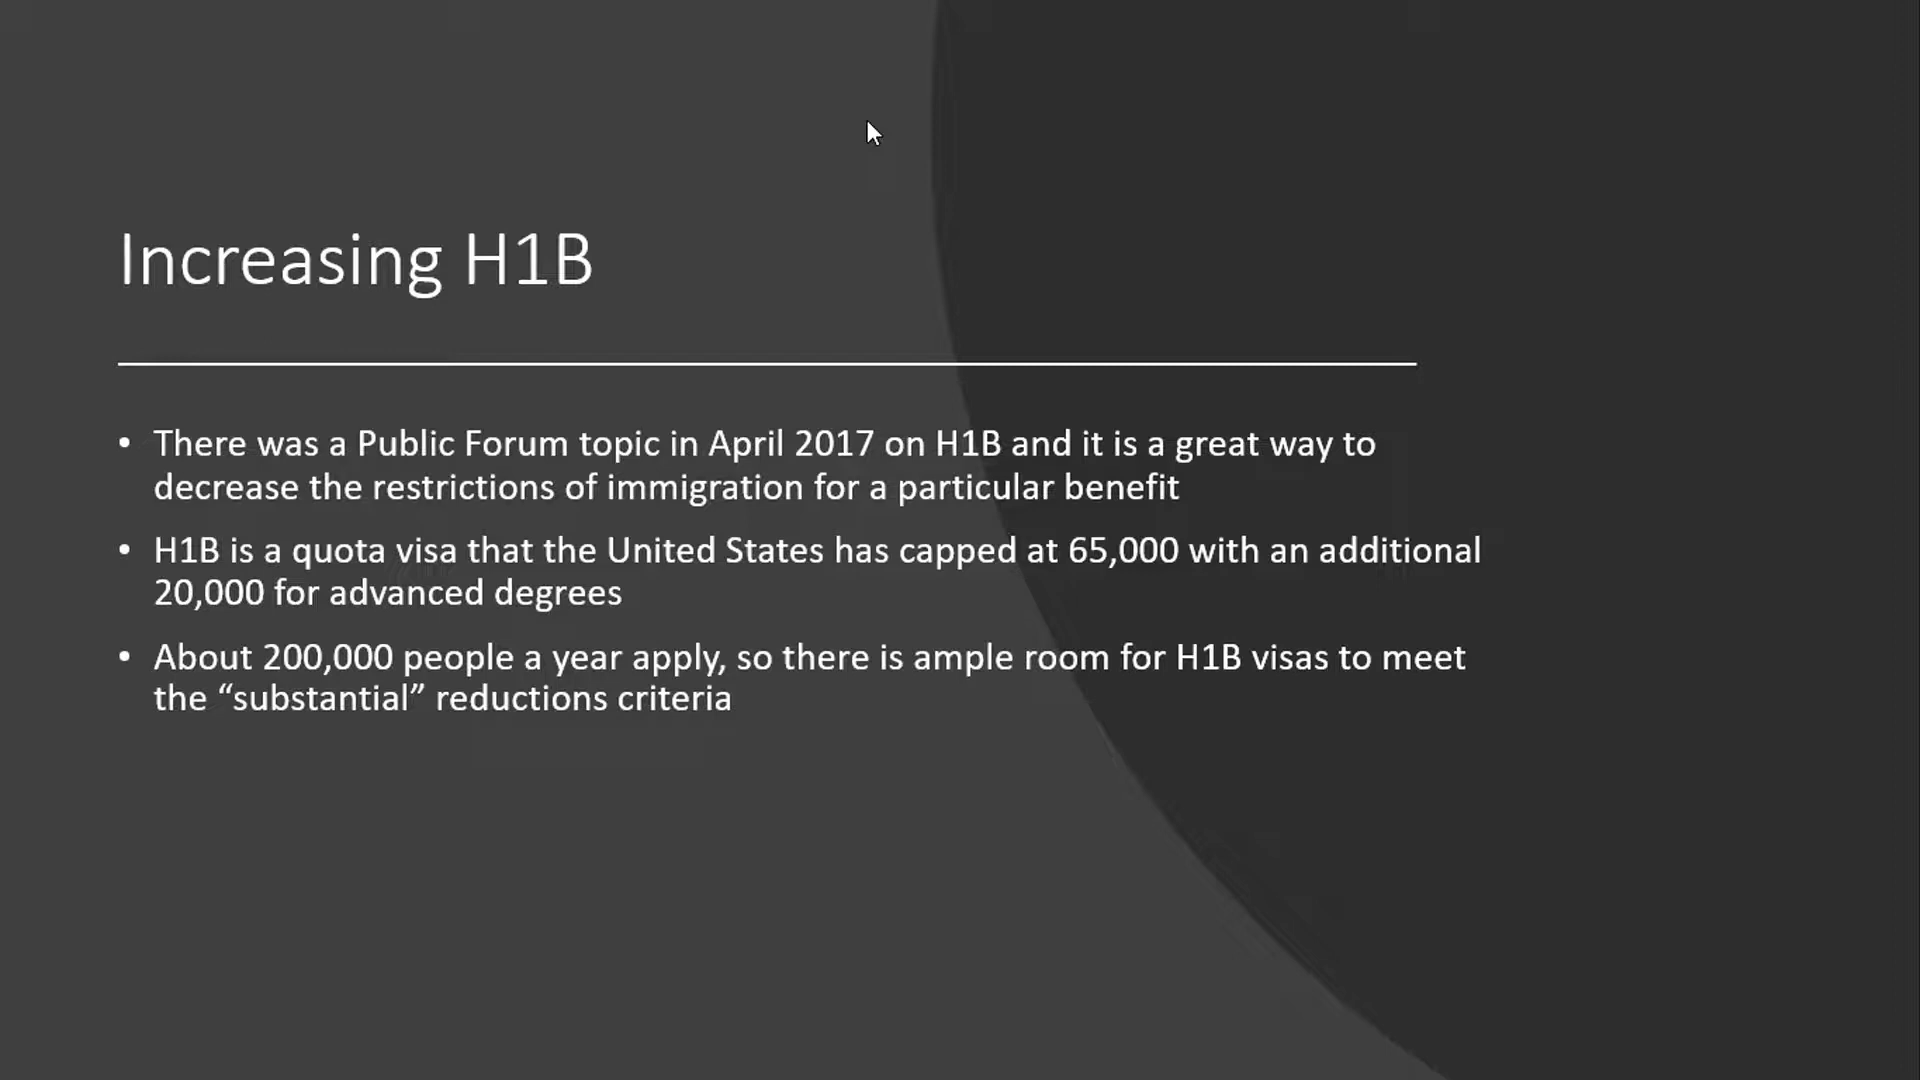 Increasing H1B
• There was a Public Forum topic in April 2017 on H1B and it is a great way to
decrease the restrictions of immigration for a particular benefit
• H1B is a quota visa that the United States has capped at 65,000 with an additional
20,000 for advanced degrees
• About 200,000 people a year apply, so there is ample room for H1B visas to meet
the “substantial” reductions criteria